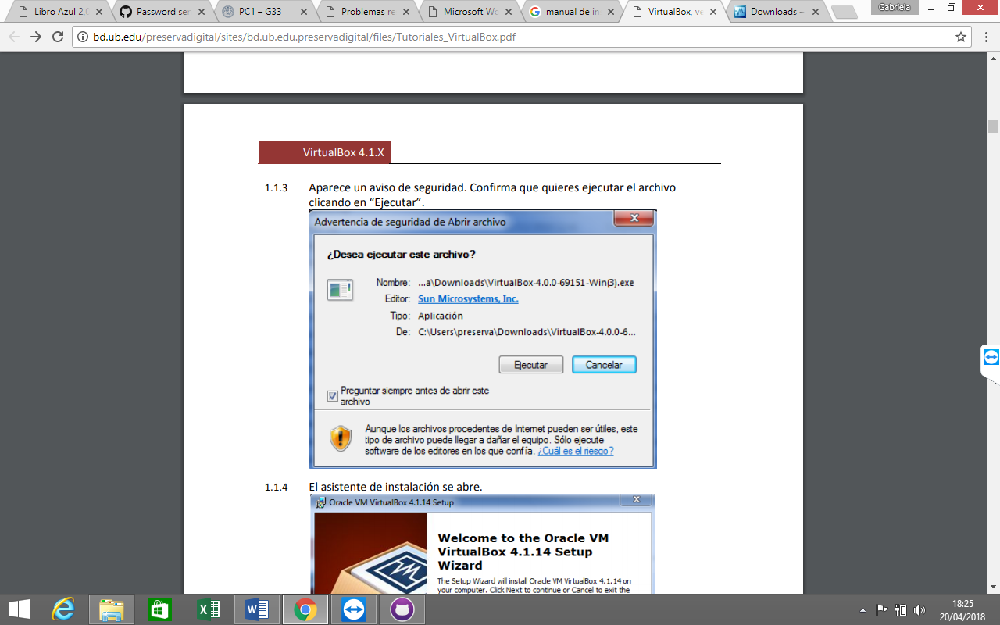 Libro Azul 2,0
Password ser
PC1 – G33
Problemas re
Microsoft Wo
manual de in
VirtualBox, ve
Downloads –
Gabriela
bd.ub.edu/preservadigital/sites/bd.ub.edu.preservadigital/files/Tutoriales_VirtualBox.pdf
VirtualBox 4.1.X
1.1.3 Aparece un aviso de seguridad. Confirma que quieres ejecutar el archivo
clicando en “Ejecutar”.
Advertencia de seguridad de Abrir archivo
¿Desea ejecutar este archivo?
Nombre: ...a\Downloads\VirtualBox-4.0.0-69151-Win(3).exe
Editor: Sun Microsystems, Inc.
Tipo: Aplicación
De: C:\Users\preserva\Downloads\VirtualBox-4.0.0-6...
Ejecutar Cancelar
Preguntar siempre antes de abrir este
archivo
Aunque los archivos procedentes de Internet pueden ser útiles, este
tipo de archivo puede llegar a dañar el equipo. Sólo ejecute
software de los editores en los que confía. ¿Cuál es el riesgo?
1.1.4 El asistente de instalación se abre.
Oracle VM VirtualBox 4.1.14 Setup
Welcome to the Oracle VM
VirtualBox 4.1.14 Setup
Wizard
The Setup Wizard will install Oracle VM VirtualBox 4.1.14 on
your computer. Click Next to continue or Cancel to exit the
18:25
20/04/2018